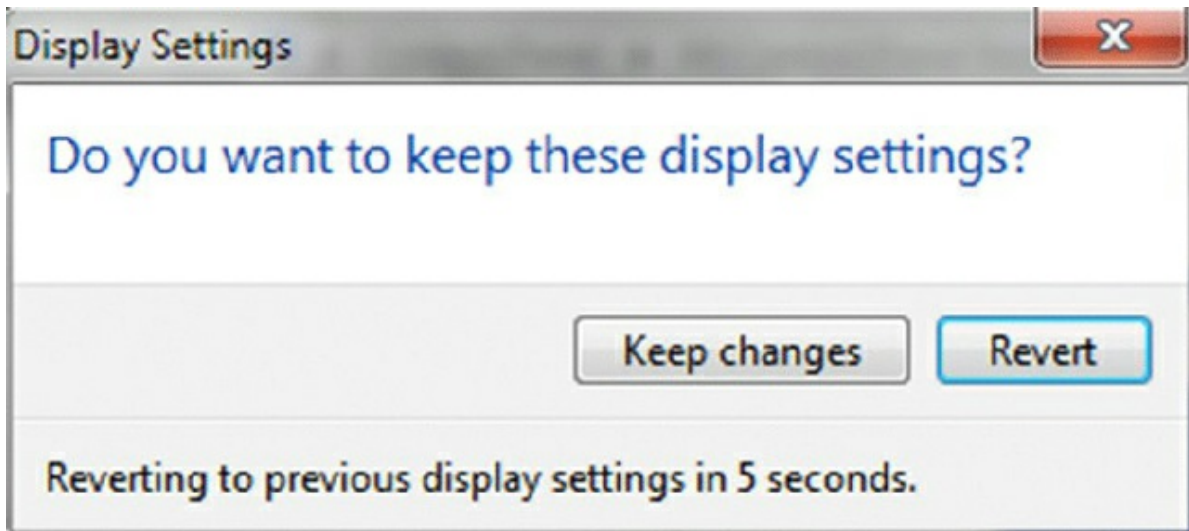 Display Settings
Do you want to keep these display settings?
Keep changes Revert
Reverting to previous display settings in 5 seconds.